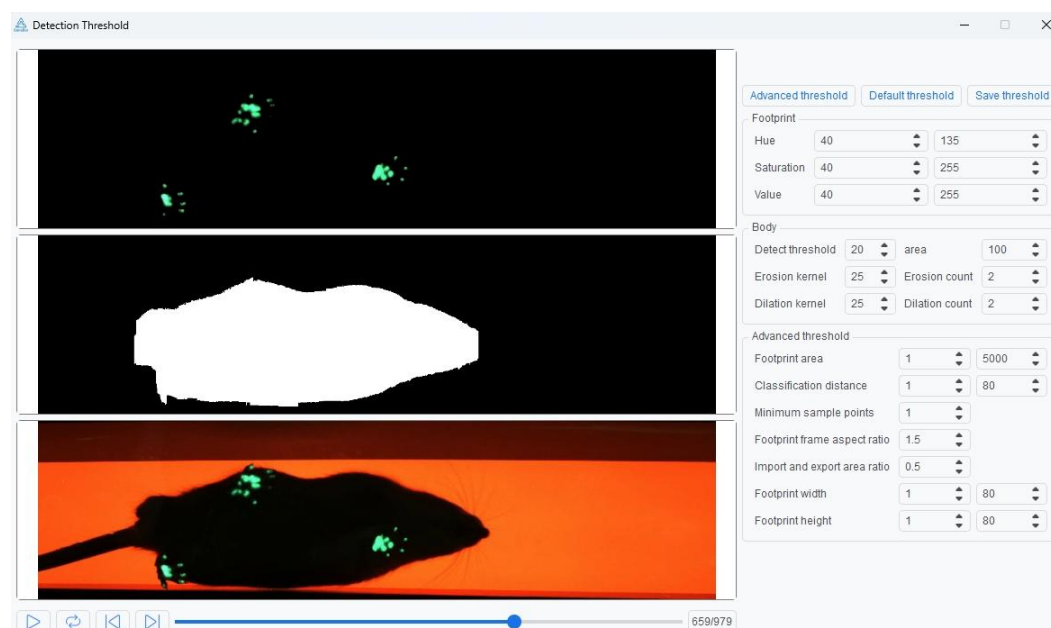 Detection Threshold
Advanced threshold Default threshold Save threshold
Footprint
Hue 40 135
Saturation 40 255
Value 40 255
Body
Detect threshold 20 area 100
Erosion kernel 25 Erosion count 2
Dilation kernel 25 Dilation count 2
Advanced threshold
Footprint area 1 5000
Classification distance 1 80
Minimum sample points 1
Footprint frame aspect ratio 1.5
Import and export area ratio 0.5
Footprint width 1 80
Footprint height 1 80
659/979